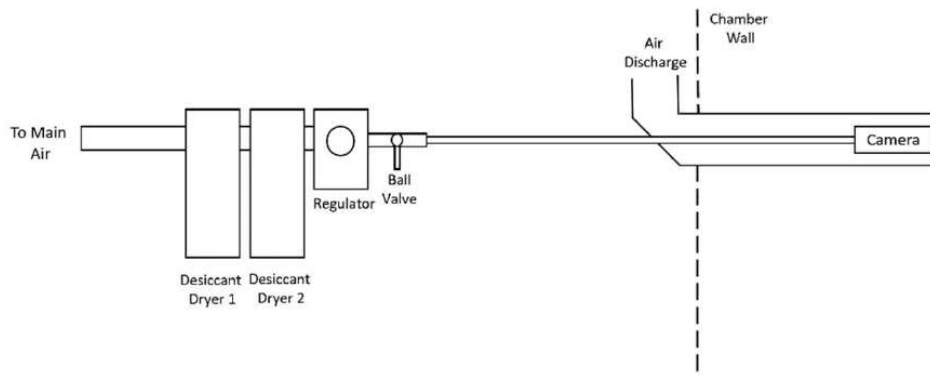 Chamber
Wall
Air
Discharge
To Main
Air
Camera
Ball
Valve
Regulator
Desiccant
Dryer 1
Desiccant
Dryer 2